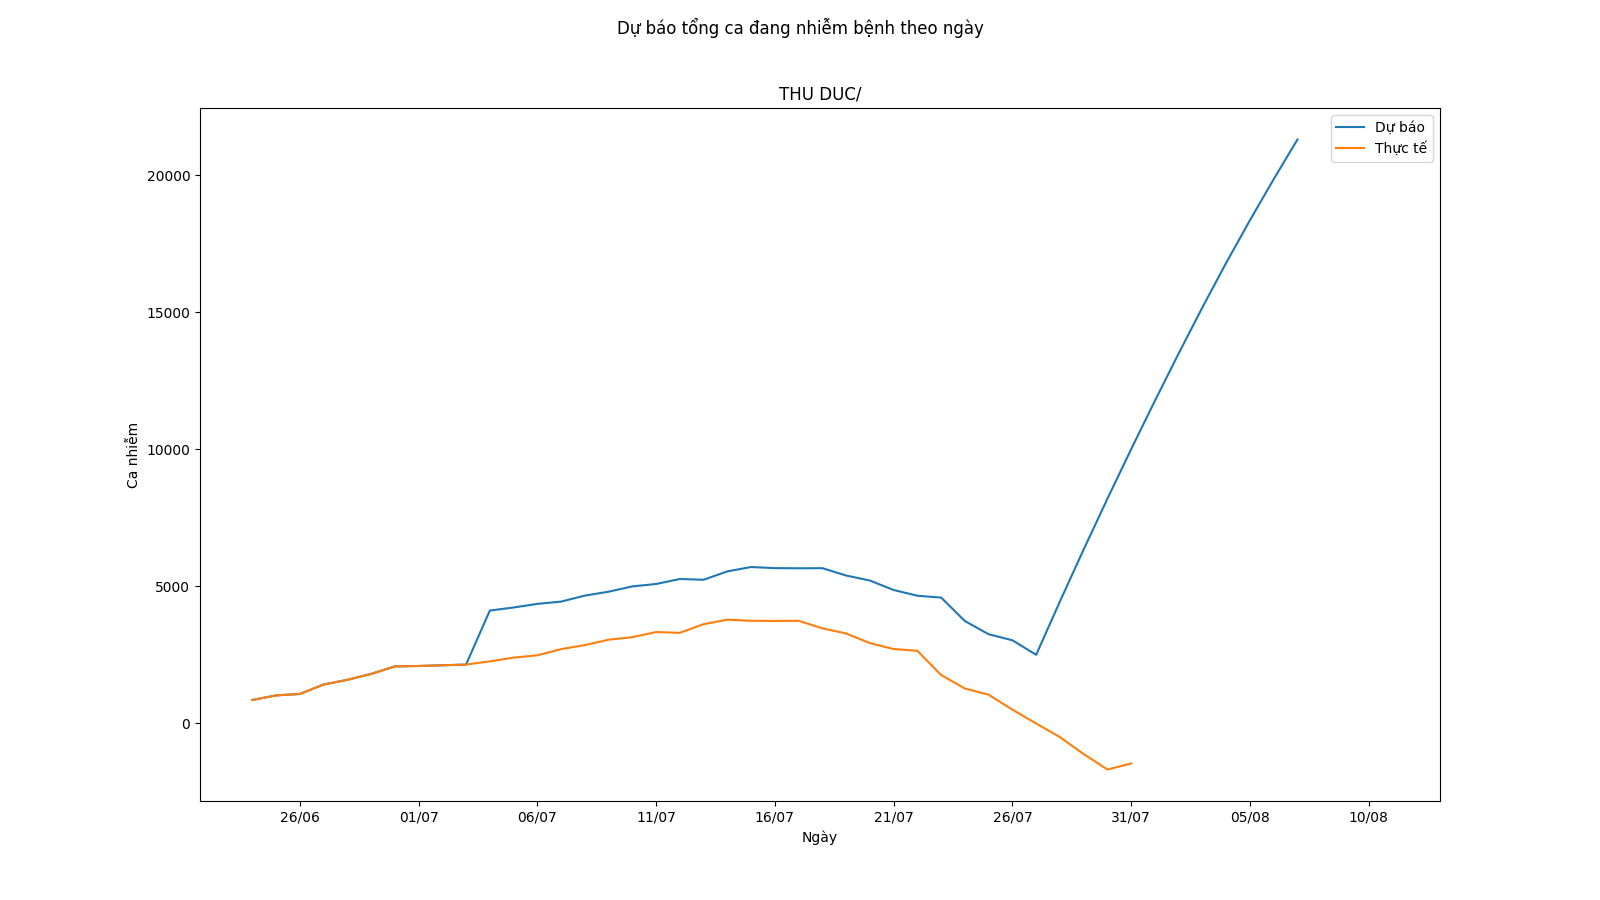 Dự báo tổng ca đang nhiễm bệnh theo ngày
THU DUC/
Dự báo
Thực tế
20000
15000
10000
5000
0
Ca nhiễm
26/06
01/07
06/07
11/07
16/07
21/07
26/07
31/07
05/08
10/08
Ngày